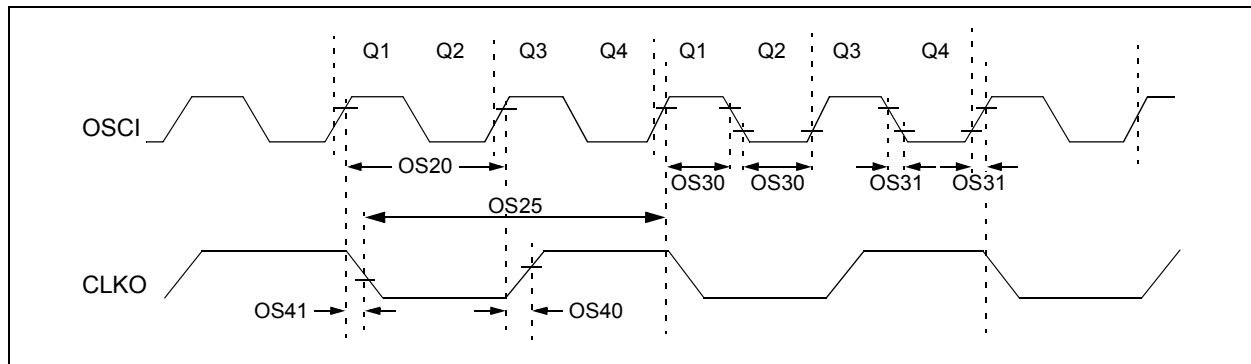 Q1 Q2 Q3 Q4 Q1 Q2 Q3 Q4
OSCI
OS20
OS30 OS30 OS31 OS31
OS25
CLKO
OS41 OS40